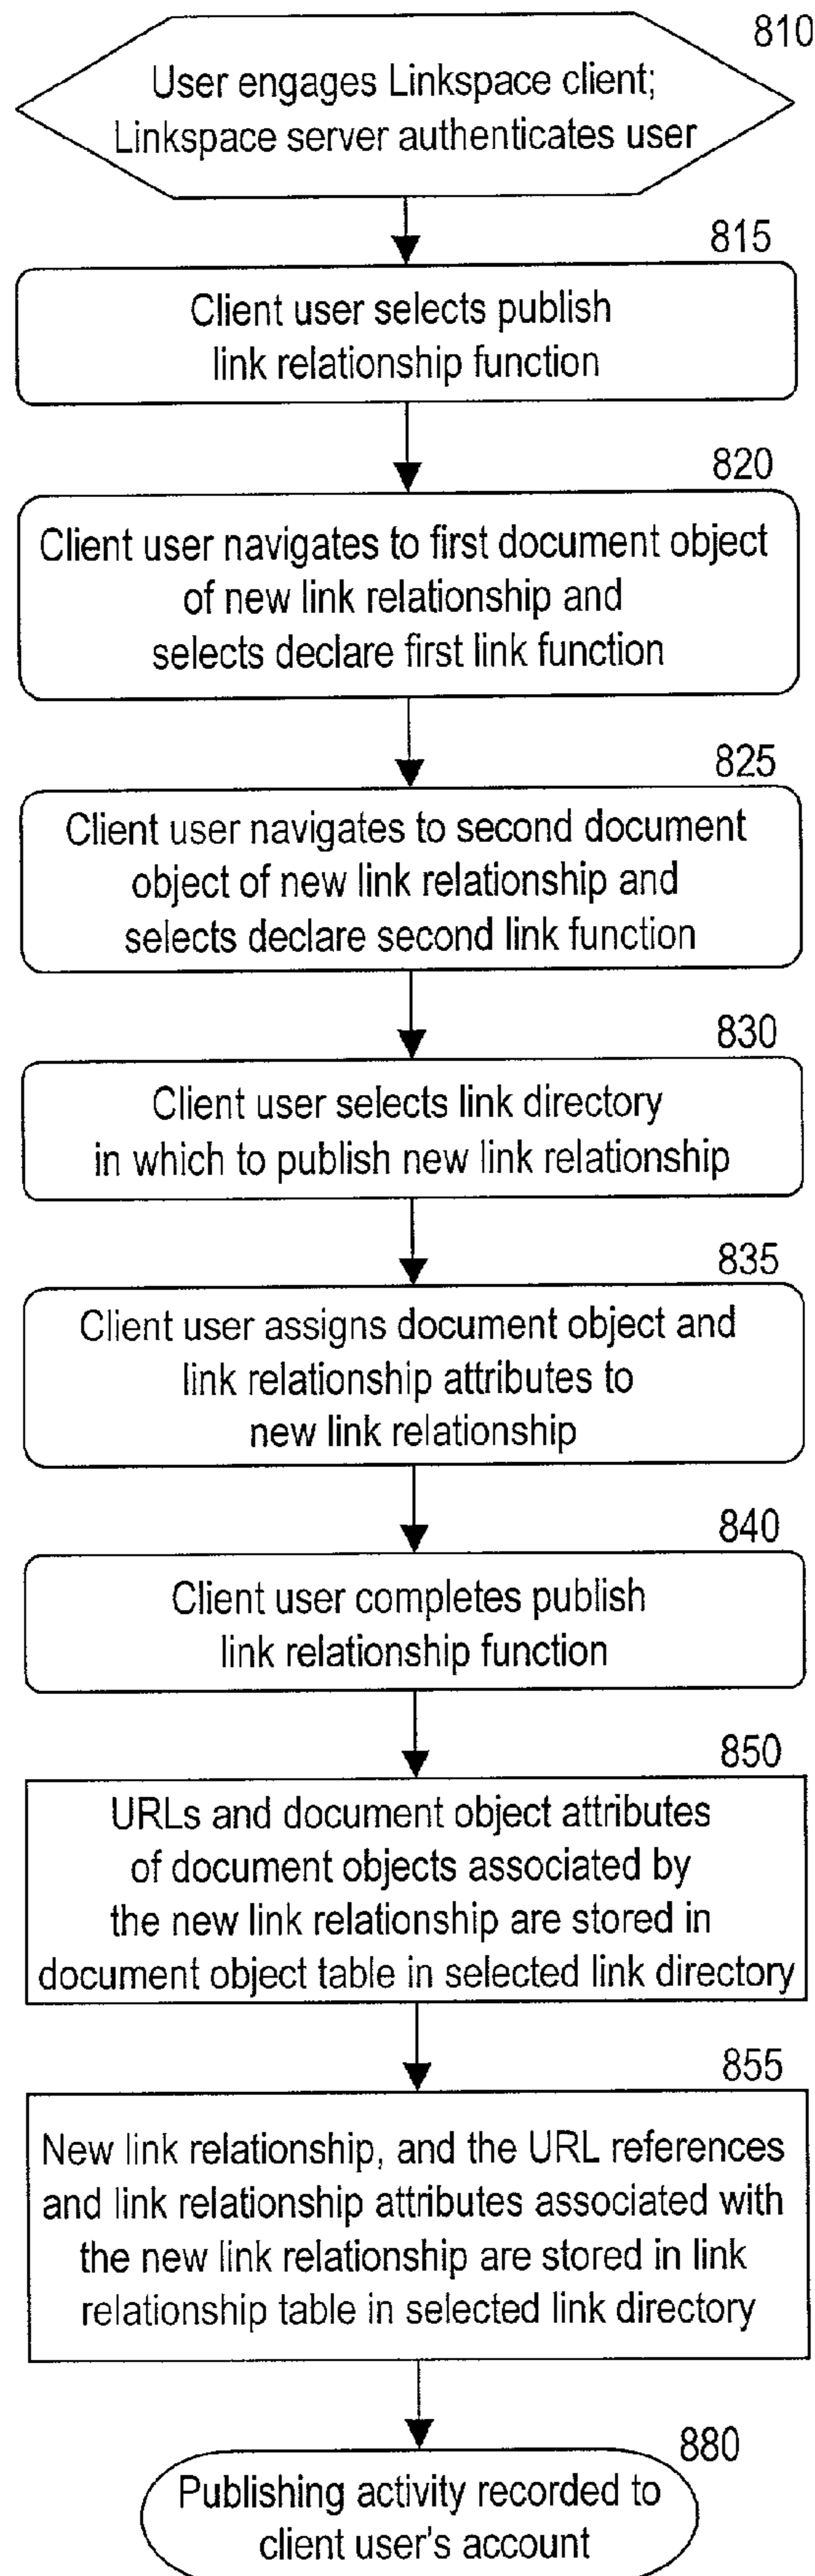 810
User engages Linkspace client;
Linkspace server authenticates user
815
Client user selects publish
link relationship function
820
Client user navigates to first document object
of new link relationship and
selects declare first link function
825
Client user navigates to second document
object of new link relationship and
selects declare second link function
830
Client user selects link directory
in which to publish new link relationship
835
Client user assigns document object and
link relationship attributes to
new link relationship
840
Client user completes publish
link relationship function
850
URLs and document object attributes
of document objects associated by
the new link relationship are stored in
document object table in selected link directory
855
New link relationship, and the URL references
and link relationship attributes associated with
the new link relationship are stored in link
relationship table in selected link directory
880
Publishing activity recorded to
client user's account